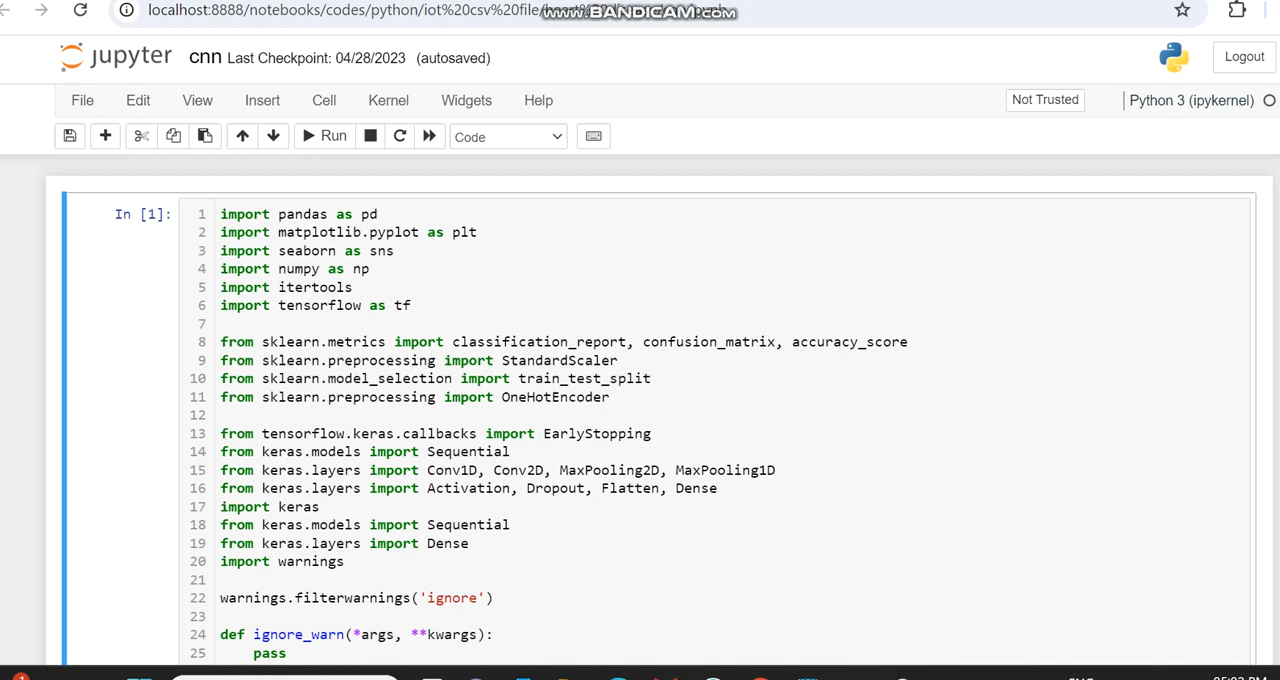 localhost:8888/notebooks/codes/python/iot%20csv%20file/
www.BANDICAM.com
jupyter cnn Last Checkpoint: 04/28/2023 (autosaved)
Logout
File Edit View Insert Cell Kernel Widgets Help
Not Trusted
Python 3 (ipykernel)
Run
Code
In [1]:
1 import pandas as pd
2 import matplotlib.pyplot as plt
3 import seaborn as sns
4 import numpy as np
5 import itertools
6 import tensorflow as tf
7
8 from sklearn.metrics import classification_report, confusion_matrix, accuracy_score
9 from sklearn.preprocessing import StandardScaler
10 from sklearn.model_selection import train_test_split
11 from sklearn.preprocessing import OneHotEncoder
12
13 from tensorflow.keras.callbacks import EarlyStopping
14 from keras.models import Sequential
15 from keras.layers import Conv1D, Conv2D, MaxPooling2D, MaxPooling1D
16 from keras.layers import Activation, Dropout, Flatten, Dense
17 import keras
18 from keras.models import Sequential
19 from keras.layers import Dense
20 import warnings
21
22 warnings.filterwarnings('ignore')
23
24 def ignore_warn(*args, **kwargs):
25     pass